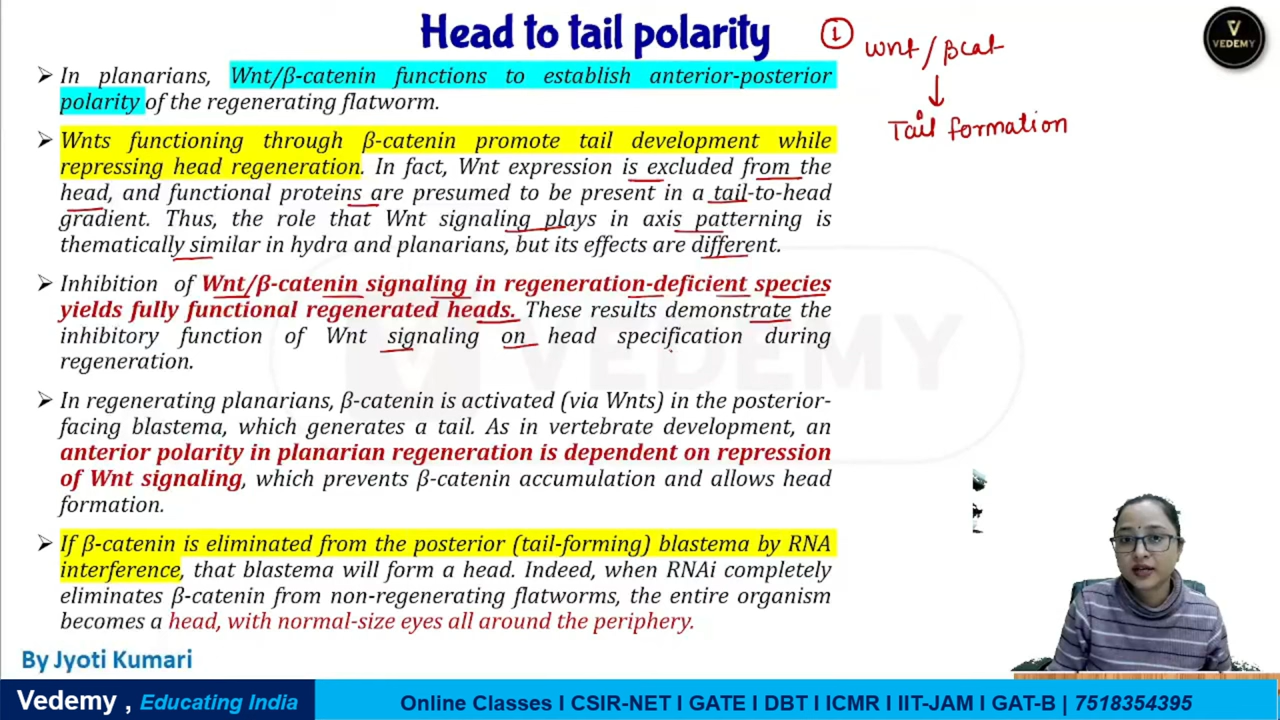 Head to tail polarity
① Wnt / βcat
↓
Tail formation
VEDEMY
➢ In planarians, Wnt/β-catenin functions to establish anterior-posterior
polarity of the regenerating flatworm.
➢ Wnts functioning through β-catenin promote tail development while
repressing head regeneration. In fact, Wnt expression is excluded from the
head, and functional proteins are presumed to be present in a tail-to-head
gradient. Thus, the role that Wnt signaling plays in axis patterning is
thematically similar in hydra and planarians, but its effects are different.
➢ Inhibition of Wnt/β-catenin signaling in regeneration-deficient species
yields fully functional regenerated heads. These results demonstrate the
inhibitory function of Wnt signaling on head specification during
regeneration.
VEDEMY
➢ In regenerating planarians, β-catenin is activated (via Wnts) in the posterior-
facing blastema, which generates a tail. As in vertebrate development, an
anterior polarity in planarian regeneration is dependent on repression
of Wnt signaling, which prevents β-catenin accumulation and allows head
formation.
➢ If β-catenin is eliminated from the posterior (tail-forming) blastema by RNA
interference, that blastema will form a head. Indeed, when RNAi completely
eliminates β-catenin from non-regenerating flatworms, the entire organism
becomes a head, with normal-size eyes all around the periphery.
By Jyoti Kumari
Vedemy , Educating India
Online Classes I CSIR-NET I GATE I DBT I ICMR I IIT-JAM I GAT-B | 7518354395